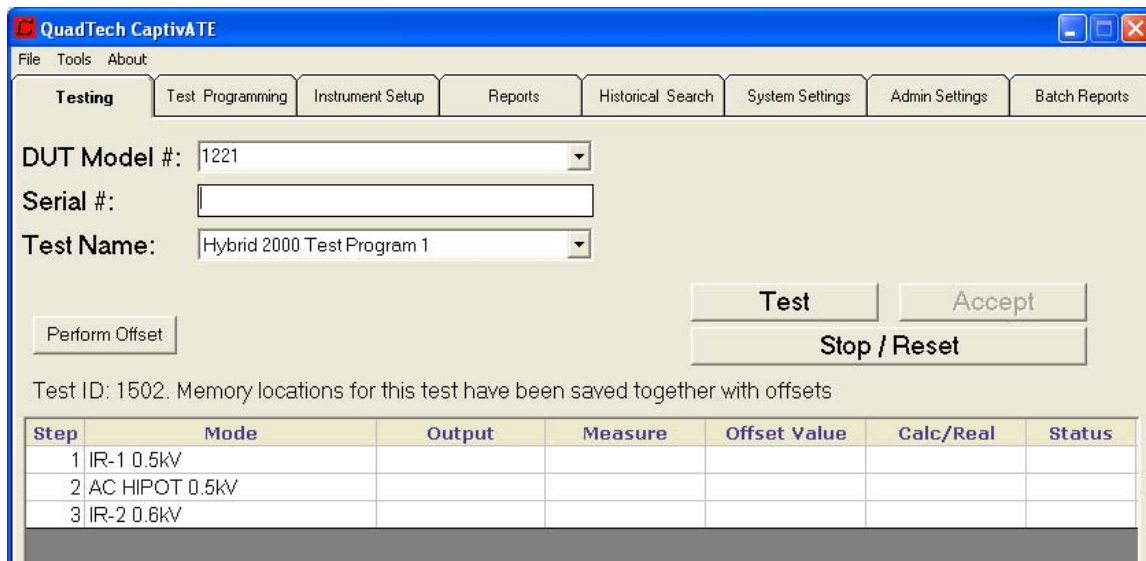 QuadTech CaptivATE
File Tools About
Testing Test Programming Instrument Setup Reports Historical Search System Settings Admin Settings Batch Reports
DUT Model #: 1221
Serial #:
Test Name: Hybrid 2000 Test Program 1
Test Accept
Perform Offset
Stop / Reset
Test ID: 1502. Memory locations for this test have been saved together with offsets
Step Mode Output Measure Offset Value Calc/Real Status
1 IR-1 0.5kV
2 AC HIPOT 0.5kV
3 IR-2 0.6kV